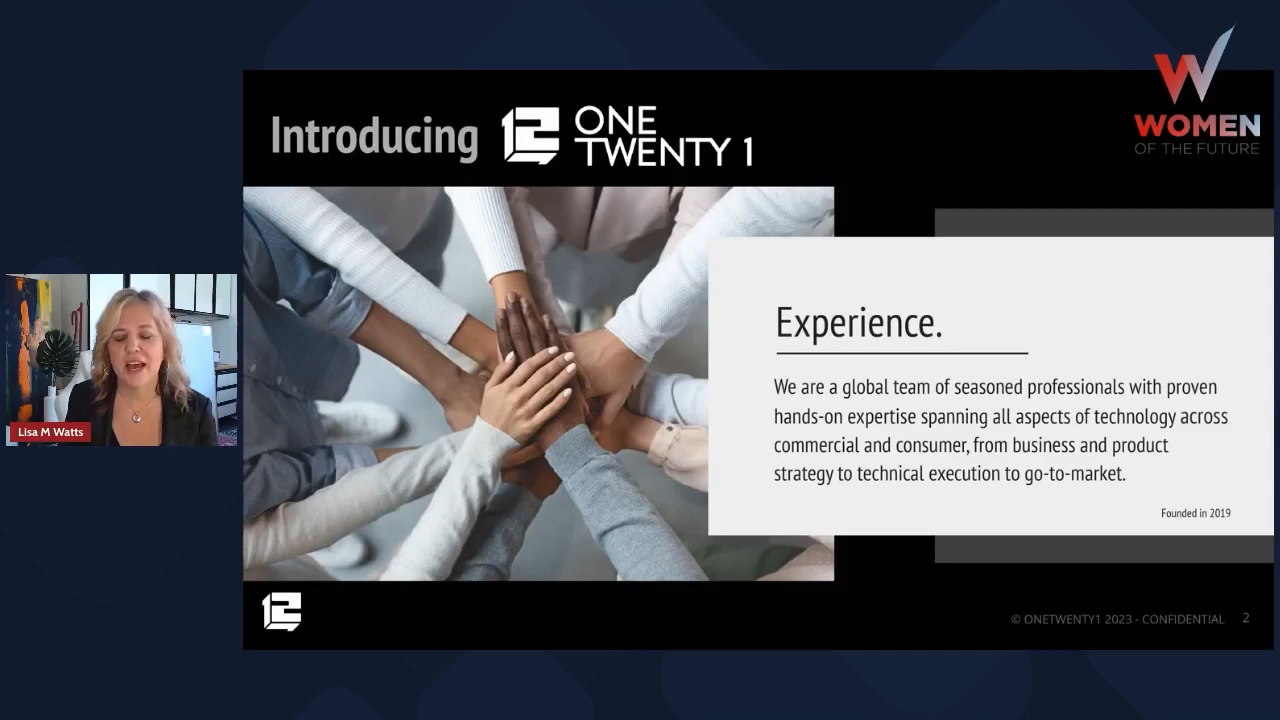 Introducing
ONE
TWENTY 1
WOMEN
OF THE FUTURE
Experience.
We are a global team of seasoned professionals with proven
hands-on expertise spanning all aspects of technology across
commercial and consumer, from business and product
strategy to technical execution to go-to-market.
Founded in 2019
Lisa M Watts
© ONETWENTY1 2023 - CONFIDENTIAL 2